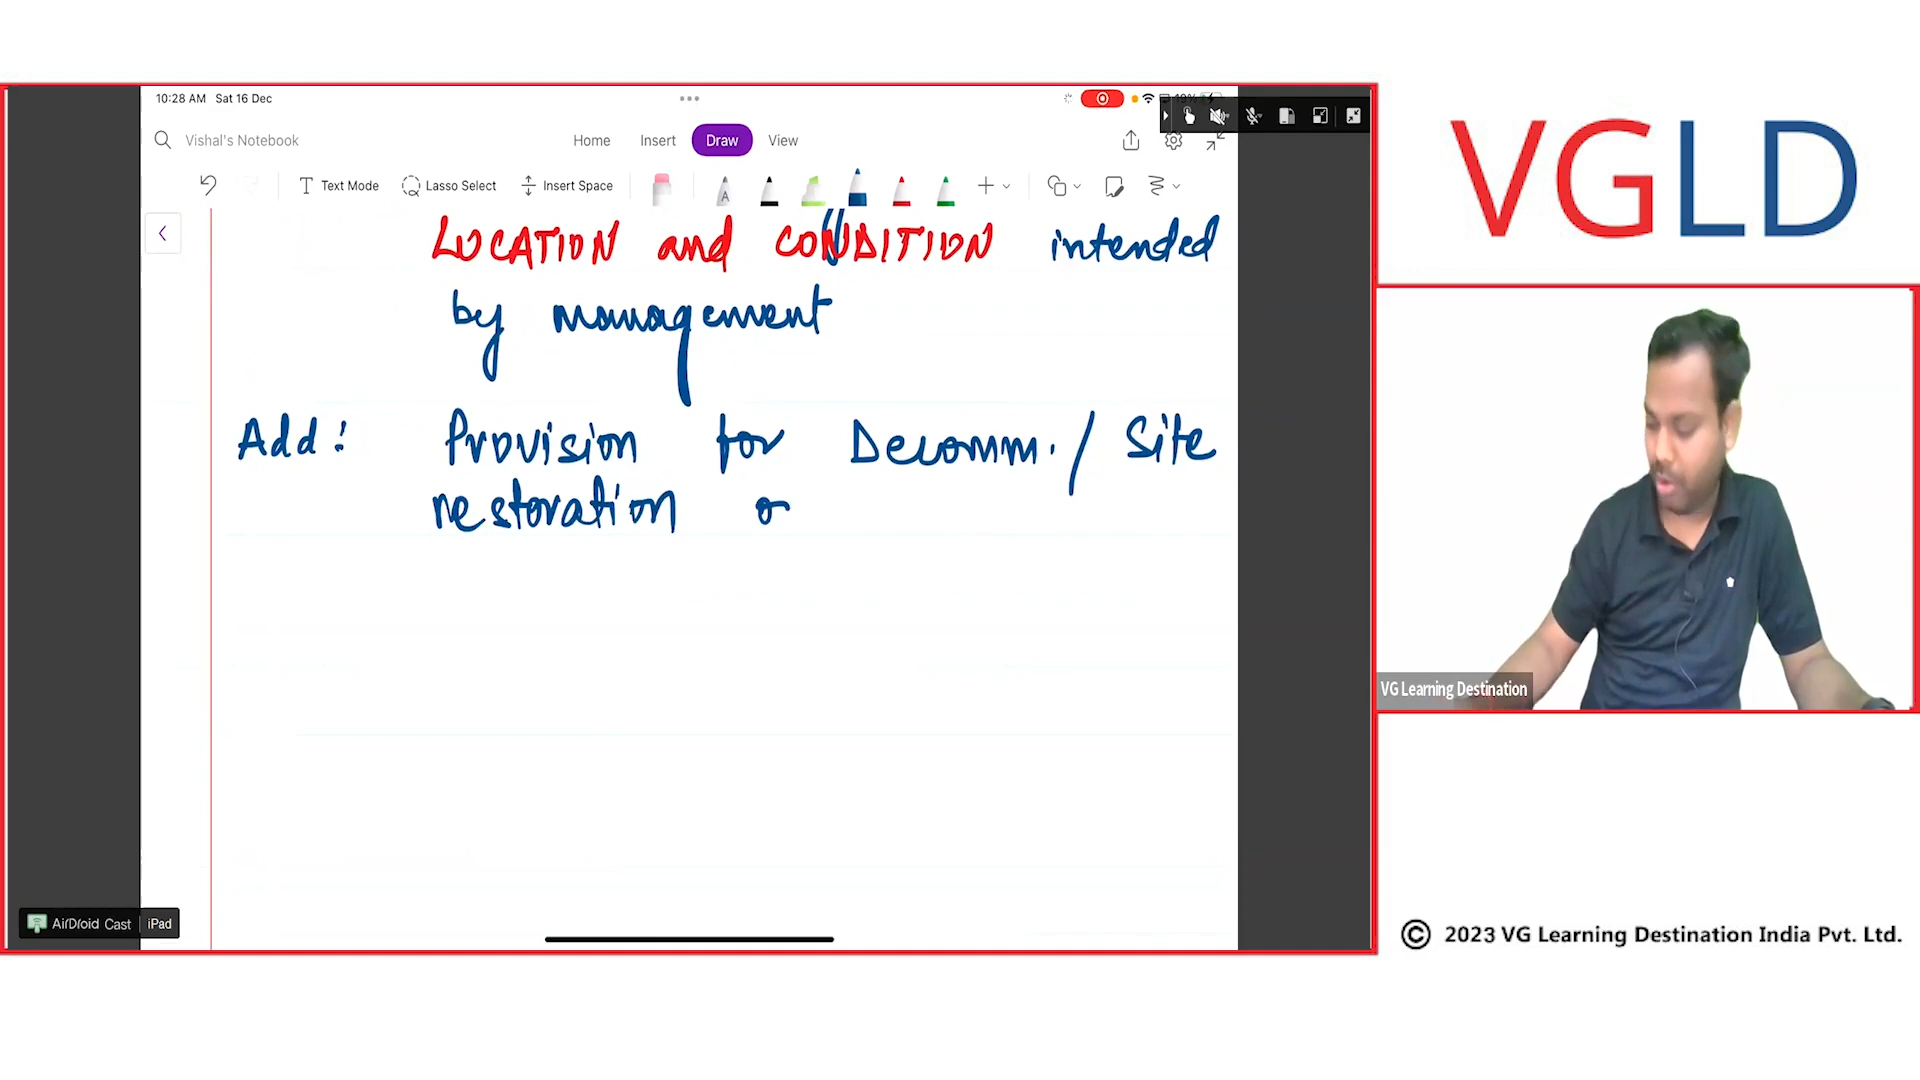 10:28 AM Sat 16 Dec
19%
Vishal's Notebook
Home Insert Draw View
Text Mode Lasso Select Insert Space
LOCATION and CONDITION intended
by management
Add: Provision for Decomm. / Site
restoration o
AirDroid Cast iPad
VGLD
VG Learning Destination
© 2023 VG Learning Destination India Pvt. Ltd.